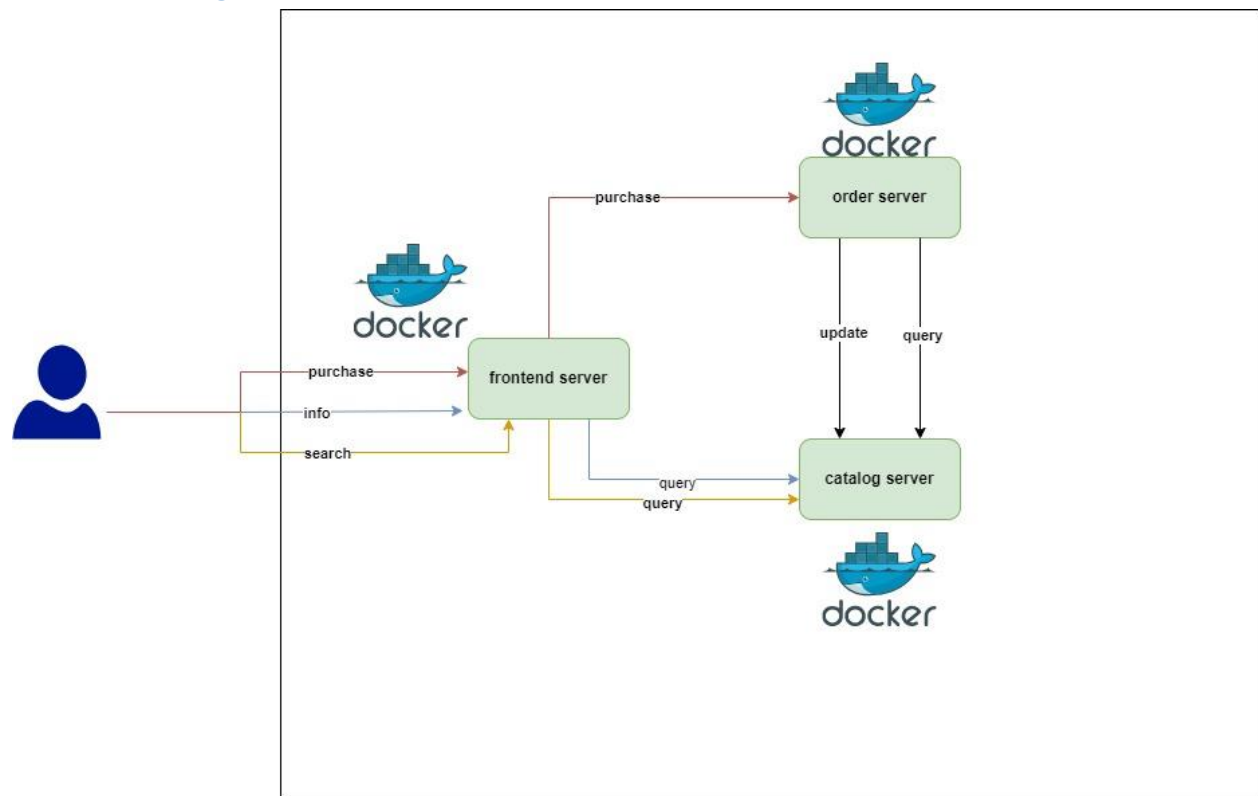 docker
order server
purchase
docker
update
query
purchase
frontend server
info
search
query
query
catalog server
docker